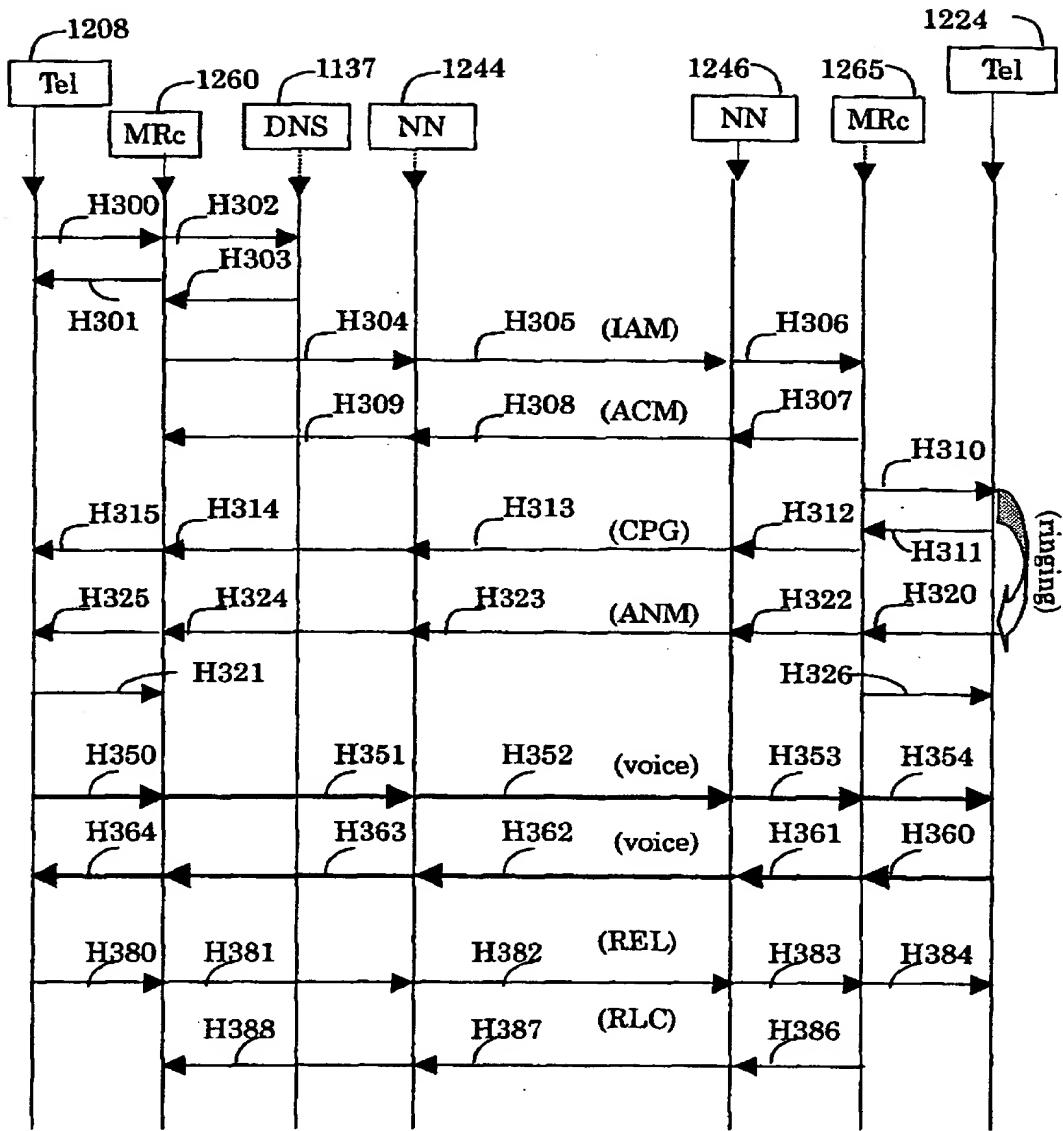 1208 1224
Tel 1260 1137 1244 1246 1265 Tel
MRc DNS NN NN MRc
H300 H302
H303
H301
H304 H305 (IAM) H306
H309 H308 (ACM) H307
H310
H315 H314 H313 (CPG) H312
H311
(ringing)
H325 H324 H323 (ANM) H322 H320
H321 H326
H350 H351 H352 (voice) H353 H354
H364 H363 H362 (voice) H361 H360
H380 H381 H382 (REL) H383 H384
H388 H387 (RLC) H386